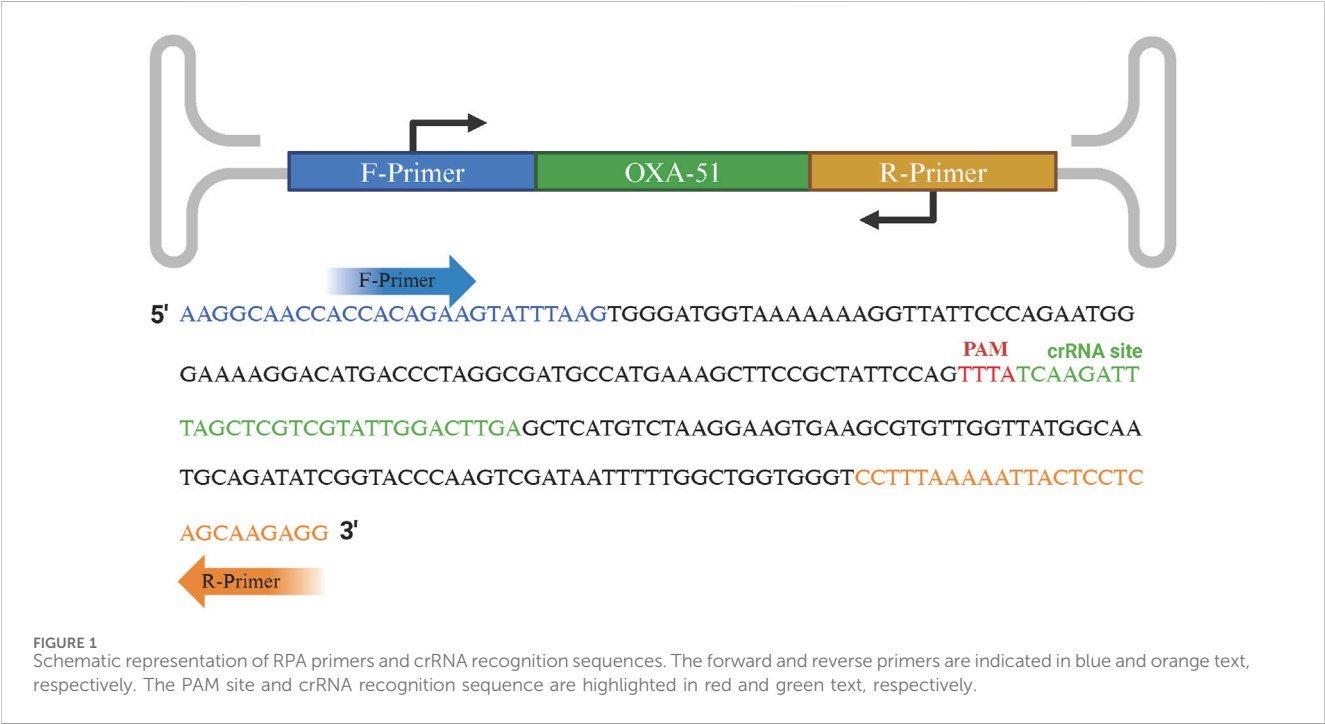 F-Primer OXA-51 R-Primer
F-Primer
5' AAGGCAACCACCACAGAAGTATTTAAGTGGGATGGTAAAAAAAGGTTATTCCCAGAATGG
PAM crRNA site
GAAAAGGACATGACCCTAGGCGATGCCATGAAAGCTTCCGCTATTCCAGTTTATCAAGATT
TAGCTCGTCGTATTGGACTTGAGCTCATGTCTAAGGAAGTGAAGCGTGTTGGTTATGGCAA
TGCAGATATCGGTACCCAAGTCGATAATTTTTGGCTGGTGGGTCCTTTAAAAATTACTCCTC
AGCAAGAGG 3'
R-Primer
FIGURE 1
Schematic representation of RPA primers and crRNA recognition sequences. The forward and reverse primers are indicated in blue and orange text,
respectively. The PAM site and crRNA recognition sequence are highlighted in red and green text, respectively.